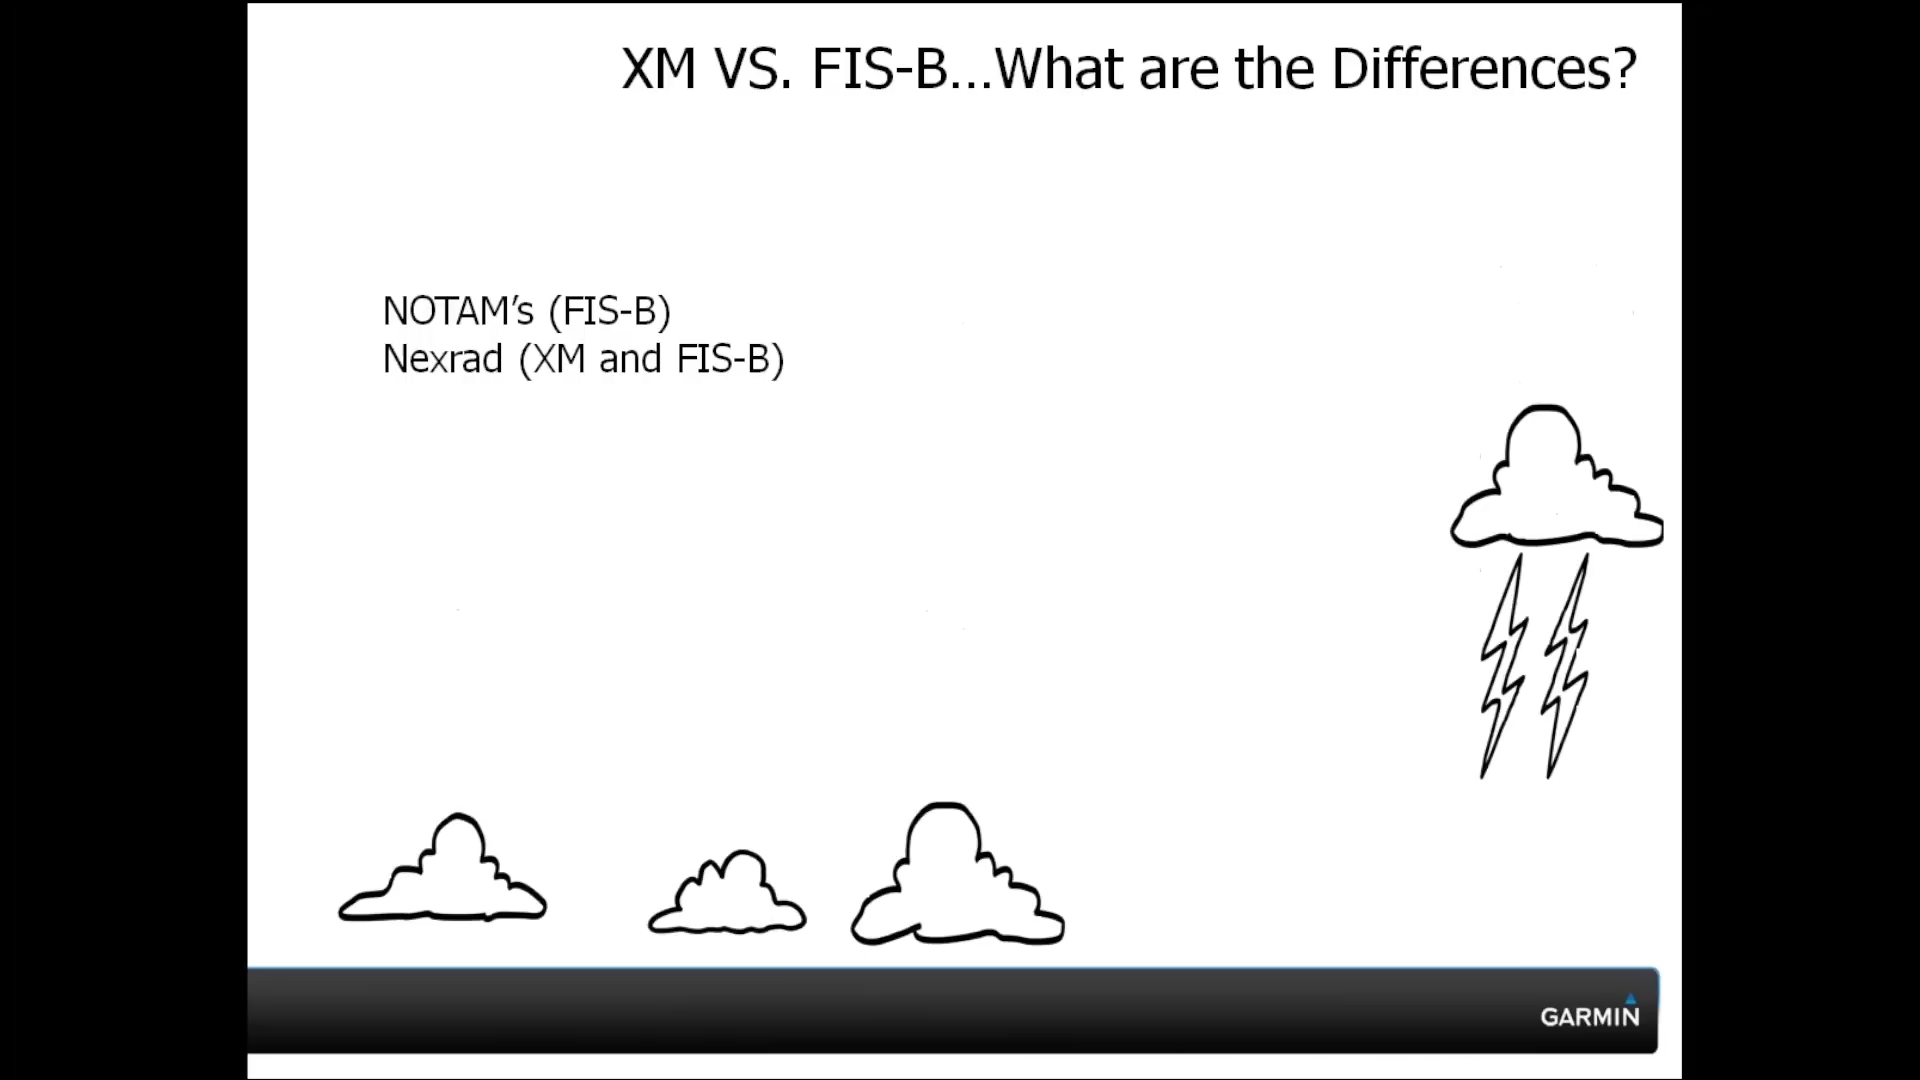 XM VS. FIS-B...What are the Differences?
NOTAM’s (FIS-B)
Nexrad (XM and FIS-B)
GARMIN